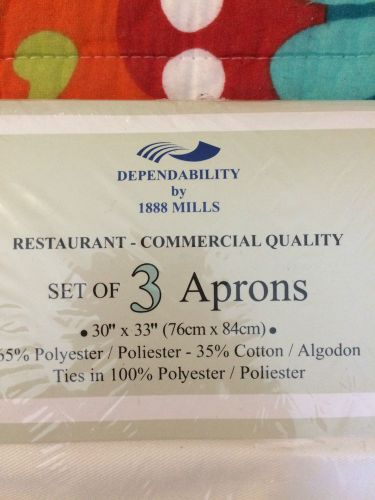 DEPENDABILITY
by
1888 MILLS
RESTAURANT - COMMERCIAL QUALITY
SET OF 3 Aprons
• 30" x 33" (76cm x 84cm) •
65% Polyester / Poliester - 35% Cotton / Algodon
Ties in 100% Polyester / Poliester